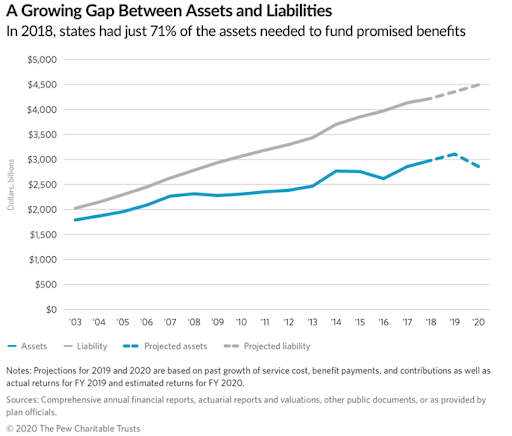 A Growing Gap Between Assets and Liabilities
In 2018, states had just 71% of the assets needed to fund promised benefits
$5,000
$4,500
$4,000
$3,500
$3,000
$2,500
$2,000
$1,500
$1,000
$500
$0
Dollars, billions
'03 '04 '05 '06 '07 '08 '09 '10 '11 '12 '13 '14 '15 '16 '17 '18 '19 '20
Assets Liability Projected assets Projected liability
Notes: Projections for 2019 and 2020 are based on past growth of service cost, benefit payments, and contributions as well as
actual returns for FY 2019 and estimated returns for FY 2020.
Sources: Comprehensive annual financial reports, actuarial reports and valuations, other public documents, or as provided by
plan officials.
© 2020 The Pew Charitable Trusts